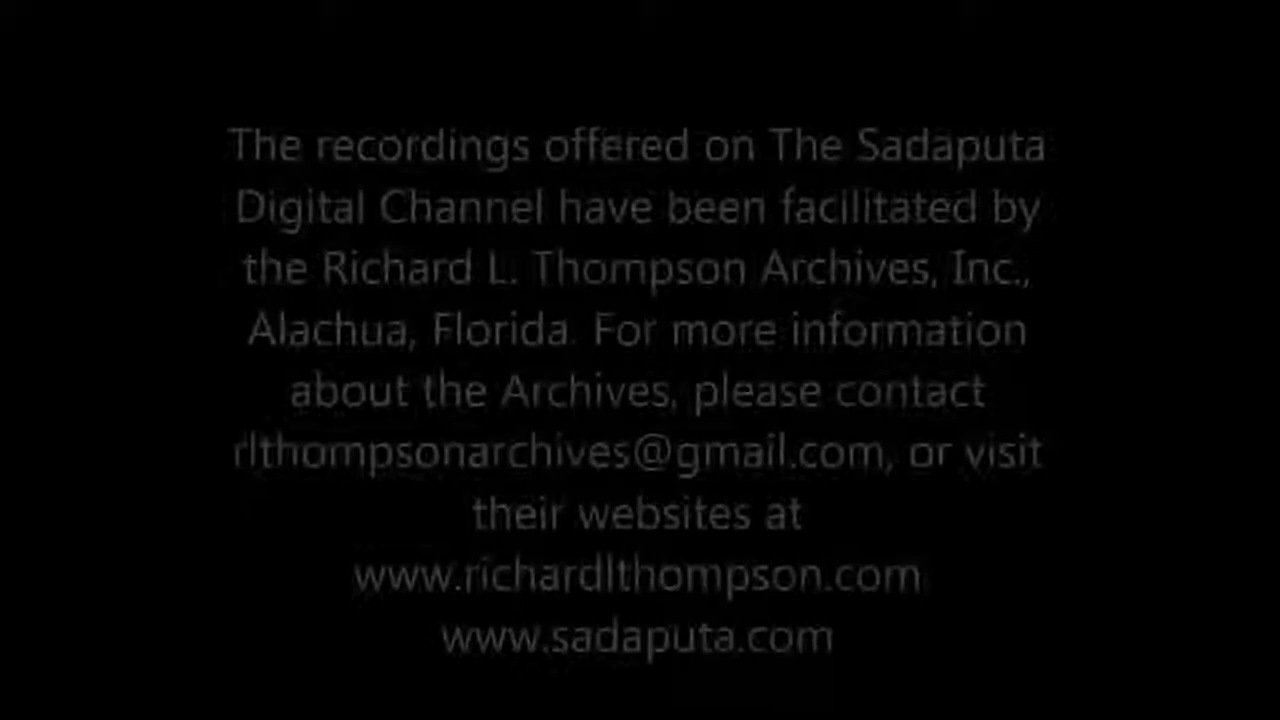 The recordings offered on The Sadaputa
Digital Channel have been facilitated by
the Richard L. Thompson Archives, Inc.,
Alachua, Florida. For more information
about the Archives, please contact
rlthompsonarchives@gmail.com, or visit
their websites at
www.richardlthompson.com
www.sadaputa.com